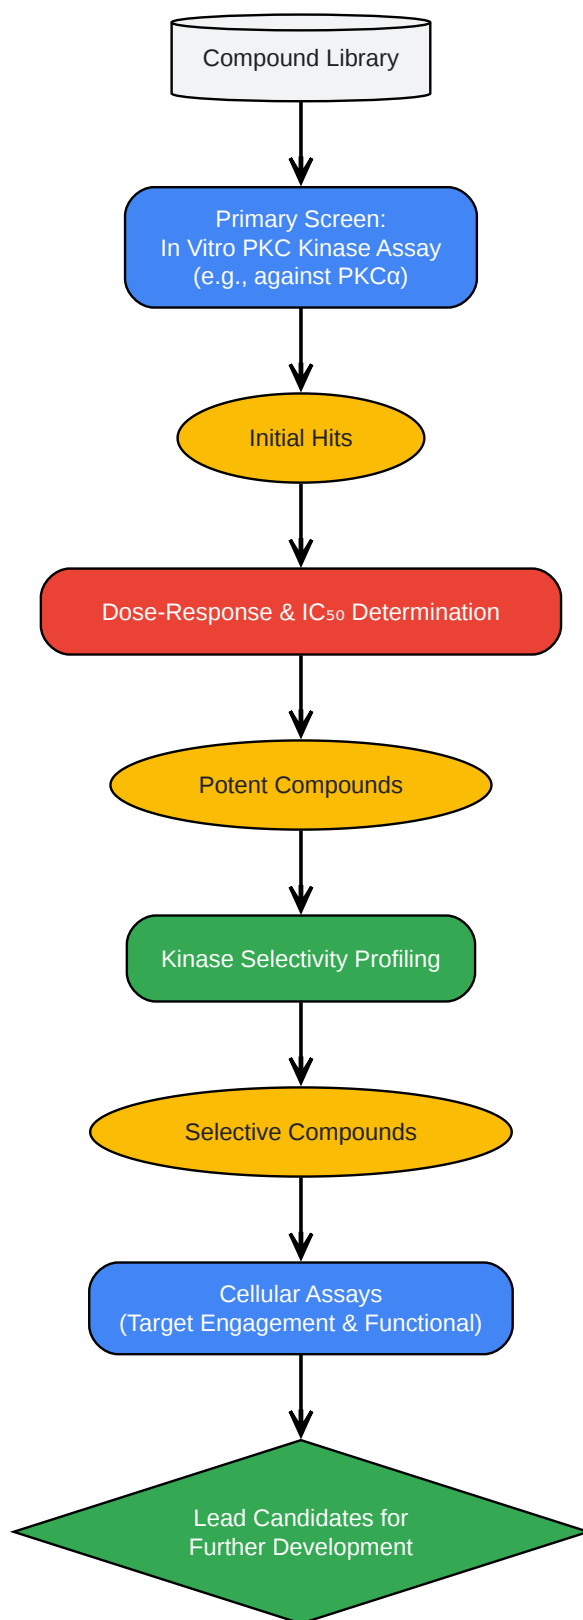 Compound Library
Primary Screen:
In Vitro PKC Kinase Assay
(e.g., against PKCα)
Initial Hits
Dose-Response & IC₅₀ Determination
Potent Compounds
Kinase Selectivity Profiling
Selective Compounds
Cellular Assays
(Target Engagement & Functional)
Lead Candidates for
Further Development